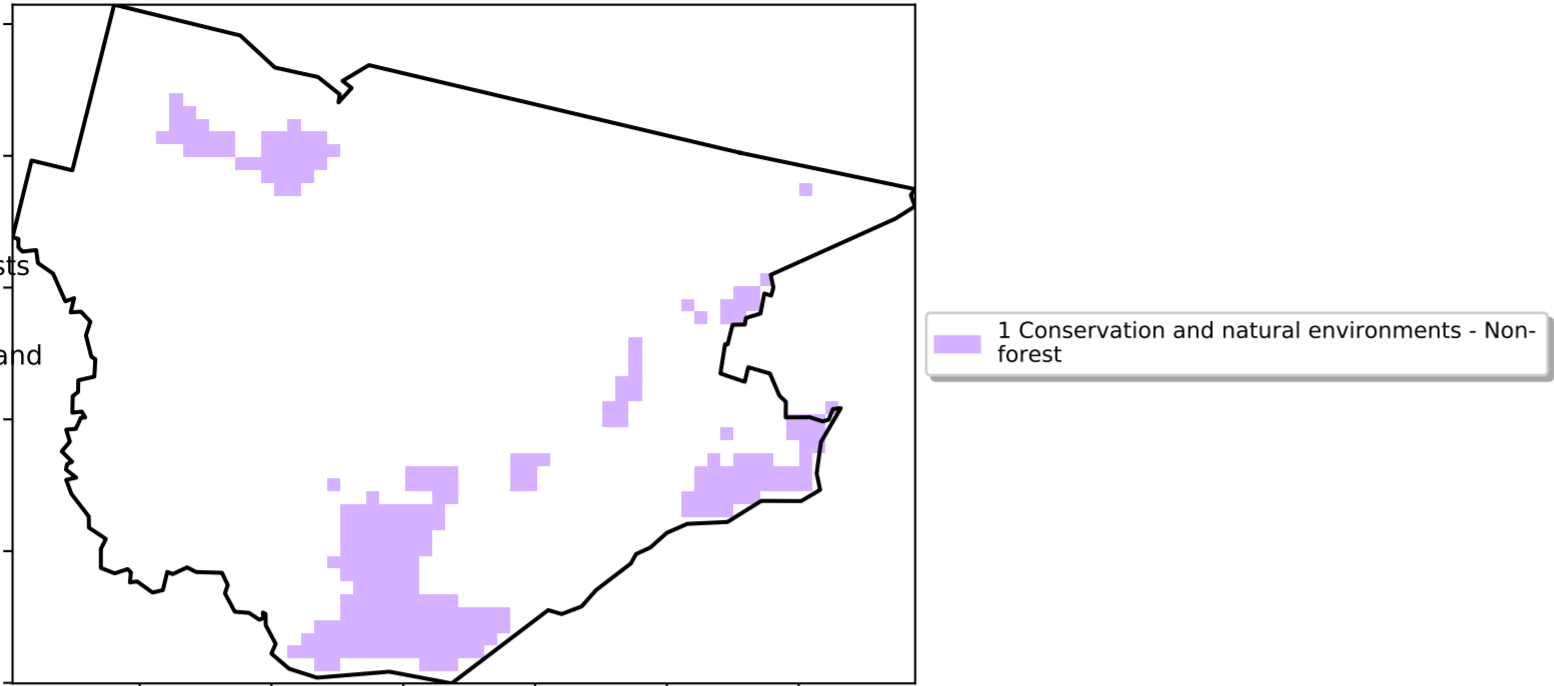 sts
and
1 Conservation and natural environments - Non-
forest